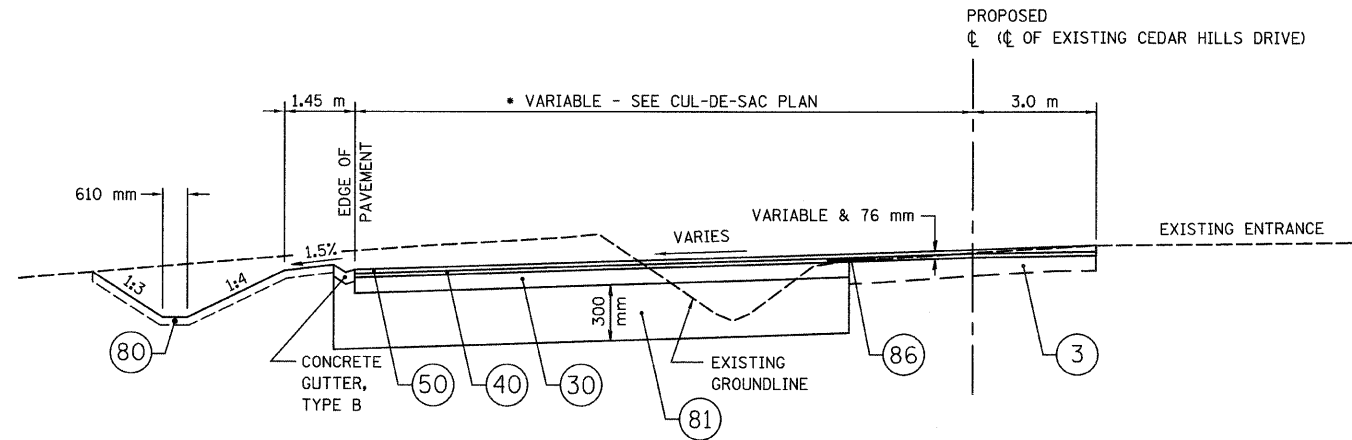 PROPOSED
℄ (℄ OF EXISTING CEDAR HILLS DRIVE)
1.45 m
* VARIABLE - SEE CUL-DE-SAC PLAN
3.0 m
EDGE OF
PAVEMENT
610 mm
VARIABLE & 76 mm
1.5%
VARIES
EXISTING ENTRANCE
1:3
1:4
300
mm
80
CONCRETE
GUTTER,
TYPE B
50
40
30
81
EXISTING
GROUNDLINE
86
3